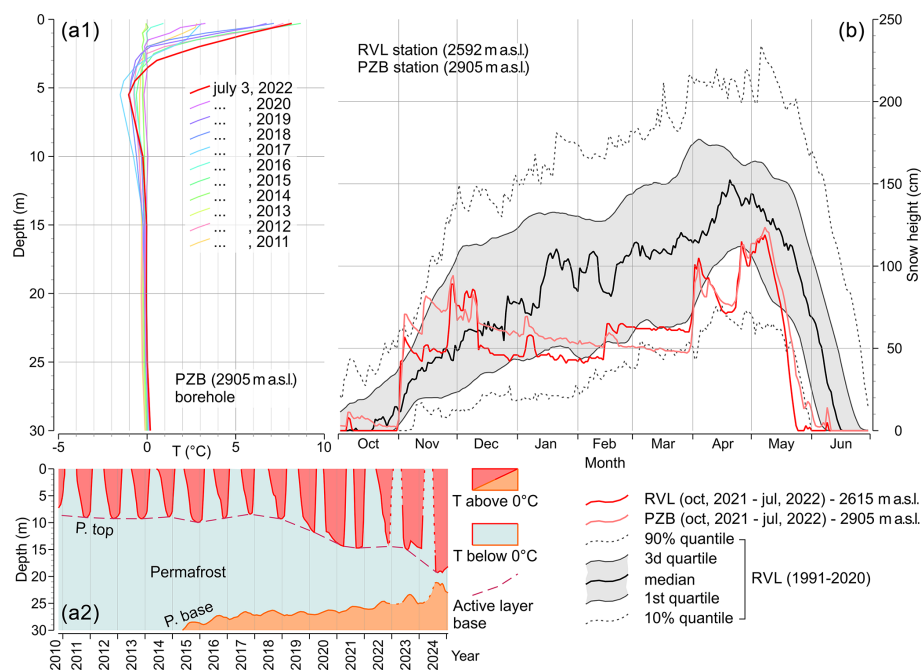 (a1)
0
5
10
15
20
25
30
Depth (m)
july 3, 2022
... , 2020
... , 2019
... , 2018
... , 2017
... , 2016
... , 2015
... , 2014
... , 2013
... , 2012
... , 2011
PZB (2905 m a.s.l.)
borehole
-5 0 5 10
T (°C)
(b)
RVL station (2592 m a.s.l.)
PZB station (2905 m a.s.l.)
250
200
150
100
50
0
Snow height (cm)
Oct Nov Dec Jan Feb Mar Apr May Jun
Month
0
5
10
15
20
25
30
Depth (m)
P. top
Permafrost
P. base
(a2)
2010 2011 2012 2013 2014 2015 2016 2017 2018 2019 2020 2021 2022 2023 2024
Year
T above 0°C
T below 0°C
Active layer
base
RVL (oct, 2021 - jul, 2022) - 2615 m a.s.l.
PZB (oct, 2021 - jul, 2022) - 2905 m a.s.l.
90% quantile
3d quartile
median
1st quartile
10% quantile
RVL (1991-2020)